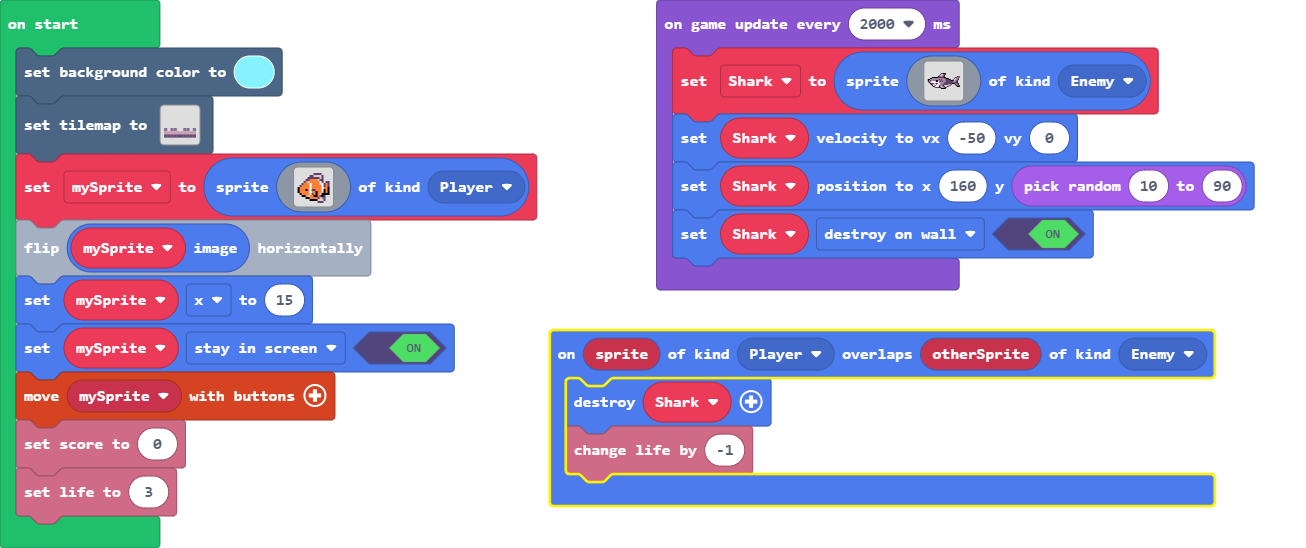 on start
set background color to
set tilemap to
set mySprite to sprite of kind Player
flip mySprite image horizontally
set mySprite x to 15
set mySprite stay in screen ON
move mySprite with buttons
set score to 0
set life to 3
on game update every 2000 ms
set Shark to sprite of kind Enemy
set Shark velocity to vx -50 vy 0
set Shark position to x 160 y pick random 10 to 90
set Shark destroy on wall ON
on sprite of kind Player overlaps otherSprite of kind Enemy
destroy Shark
change life by -1